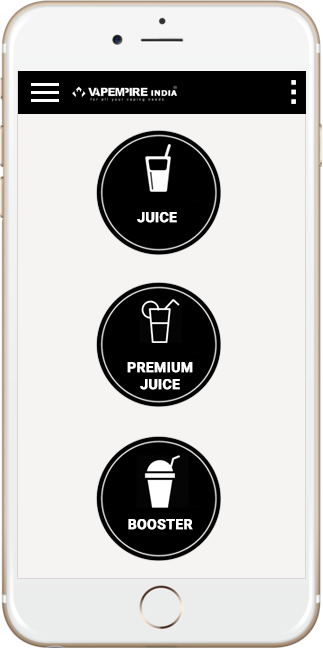 VAPEMPIRE INDIA
for all your vaping needs
JUICE
PREMIUM
JUICE
BOOSTER